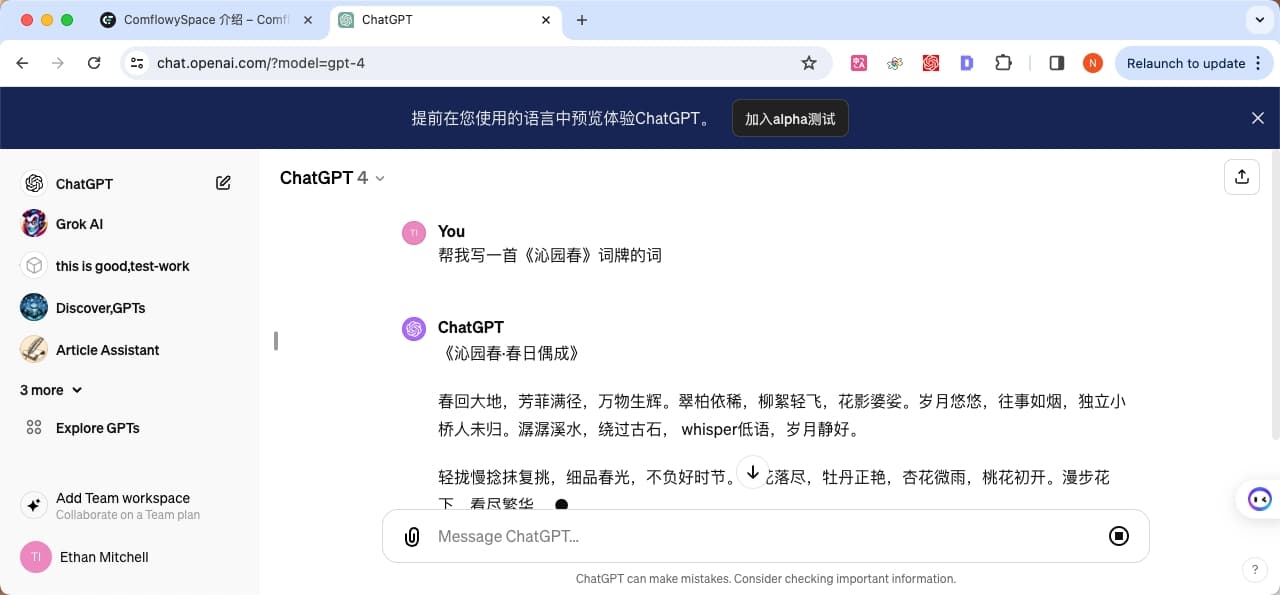 ComflowySpace 介绍 – Comfl
ChatGPT
chat.openai.com/?model=gpt-4
N
Relaunch to update
提前在您使用的语言中预览体验ChatGPT。
加入alpha测试
ChatGPT
Grok AI
this is good,test-work
Discover,GPTs
Article Assistant
3 more
Explore GPTs
Add Team workspace
Collaborate on a Team plan
TI
Ethan Mitchell
ChatGPT 4
TI
You
帮我写一首《沁园春》词牌的词
ChatGPT
《沁园春·春日偶成》
春回大地，芳菲满径，万物生辉。翠柏依稀，柳絮轻飞，花影婆娑。岁月悠悠，往事如烟，独立小
桥人未归。潺潺溪水，绕过古石， whisper低语，岁月静好。
轻拢慢捻抹复挑，细品春光，不负好时节。 落尽，牡丹正艳，杏花微雨，桃花初开。漫步花
下，看尽繁华
Message ChatGPT…
ChatGPT can make mistakes. Consider checking important information.
?